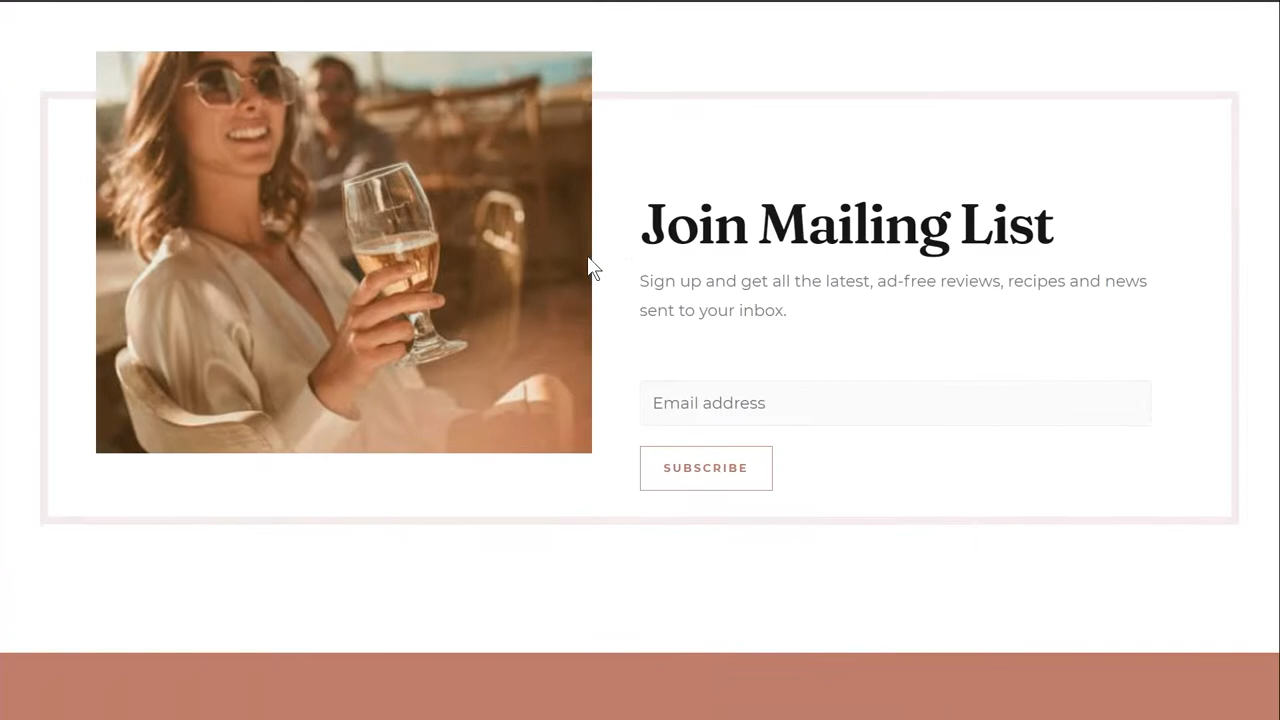 Join Mailing List
Sign up and get all the latest, ad-free reviews, recipes and news
sent to your inbox.
Email address
SUBSCRIBE